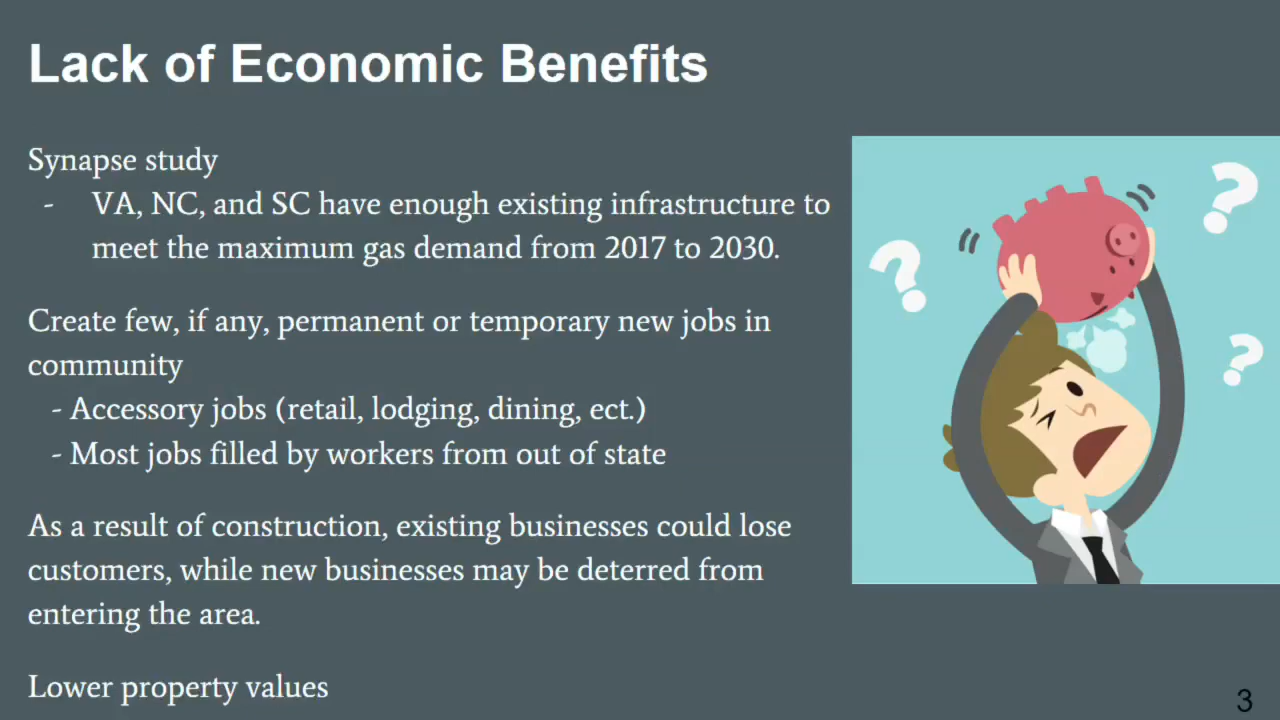 Lack of Economic Benefits
Synapse study
- VA, NC, and SC have enough existing infrastructure to
meet the maximum gas demand from 2017 to 2030.
Create few, if any, permanent or temporary new jobs in
community
- Accessory jobs (retail, lodging, dining, ect.)
- Most jobs filled by workers from out of state
As a result of construction, existing businesses could lose
customers, while new businesses may be deterred from
entering the area.
Lower property values
? ? ?
3